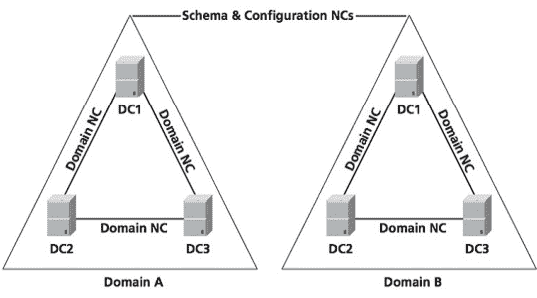 Schema & Configuration NCs
DC1
Domain NC
Domain NC
Domain NC
DC2
DC3
Domain A
DC1
Domain NC
Domain NC
Domain NC
DC2
DC3
Domain B